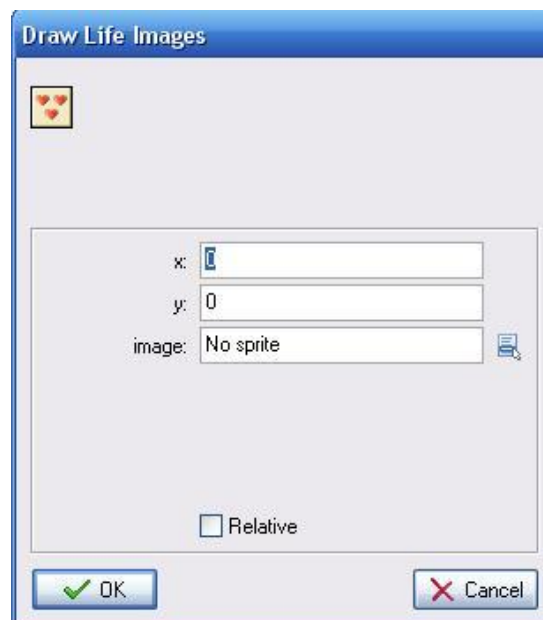 Draw Life Images
x: 0
y: 0
image: No sprite
Relative
OK
Cancel